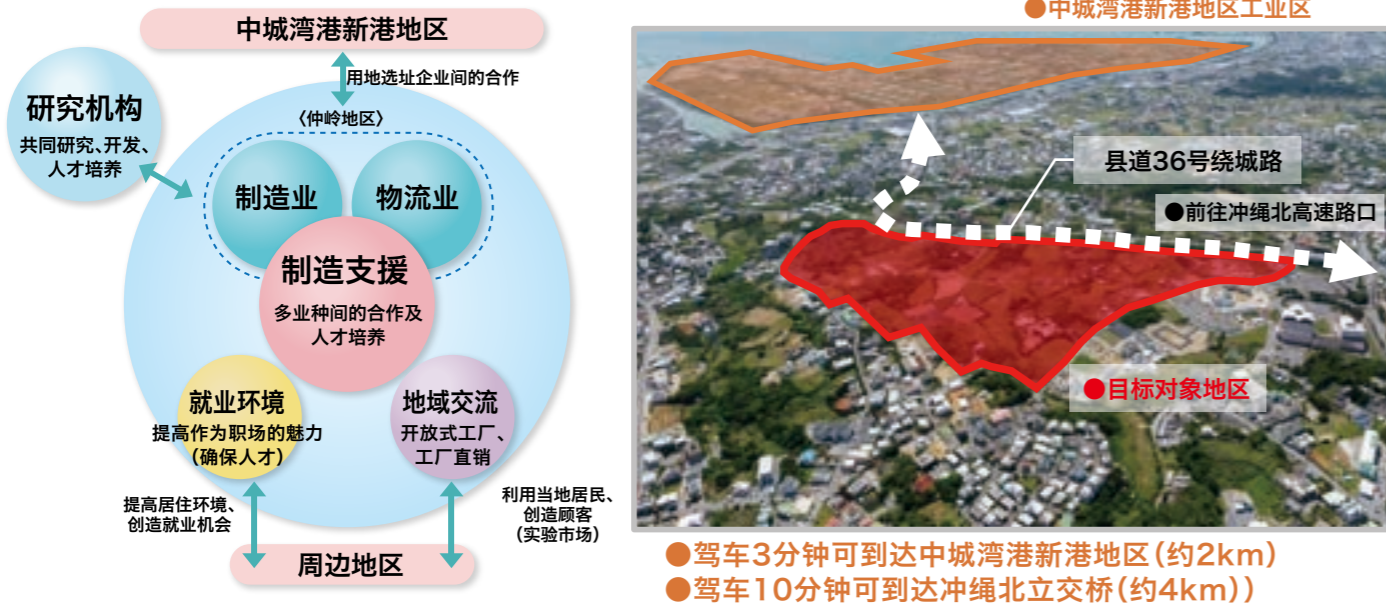 中城湾港新港地区
用地选址企业间的合作
〈仲岭地区〉
研究机构
共同研究、开发、
人才培养
制造业
物流业
制造支援
多业种间的合作及
人才培养
就业环境
提高作为职场的魅力
(确保人才)
地域交流
开放式工厂、
工厂直销
提高居住环境、
创造就业机会
利用当地居民、
创造顾客
(实验市场)
周边地区
●中城湾港新港地区工业区
县道36号绕城路
●前往冲绳北高速路口
●目标对象地区
●驾车3分钟可到达中城湾港新港地区(约2km)
●驾车10分钟可到达冲绳北立交桥(约4km))